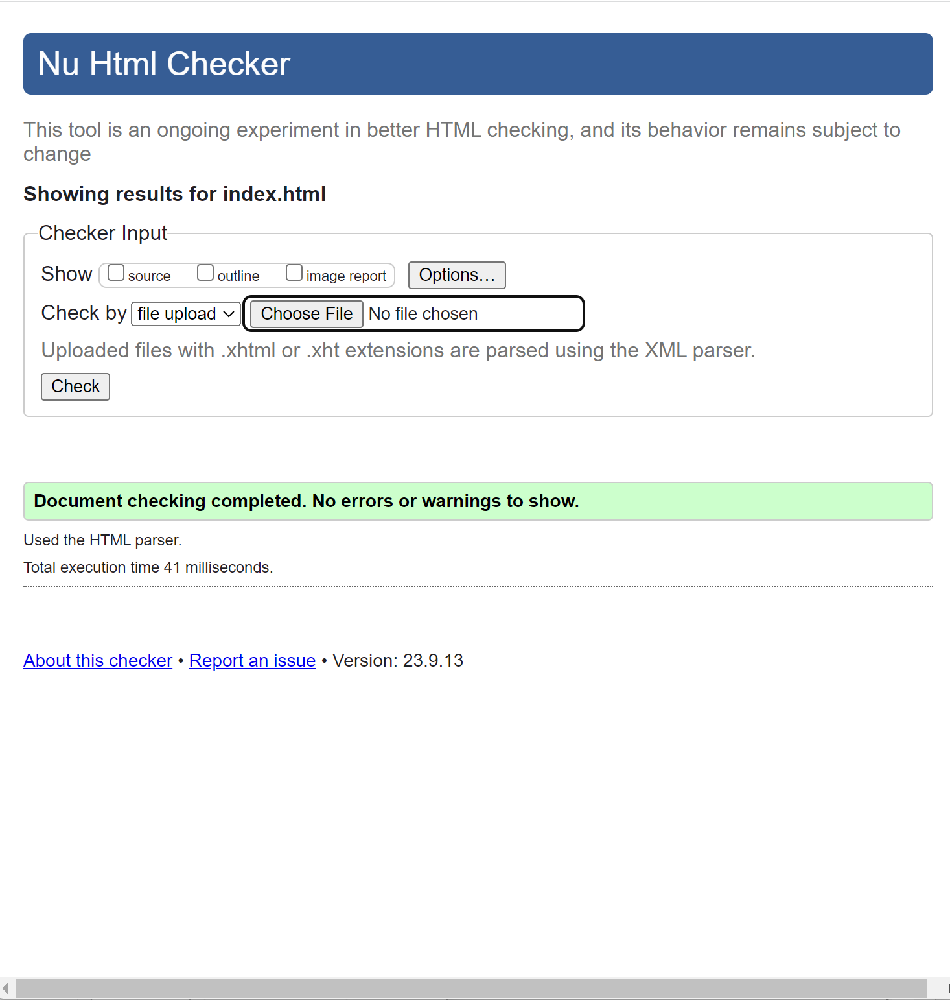 Nu Html Checker
This tool is an ongoing experiment in better HTML checking, and its behavior remains subject to
change
Showing results for index.html
Checker Input
Show source outline image report Options...
Check by file upload Choose File No file chosen
Uploaded files with .xhtml or .xht extensions are parsed using the XML parser.
Check
Document checking completed. No errors or warnings to show.
Used the HTML parser.
Total execution time 41 milliseconds.
About this checker • Report an issue • Version: 23.9.13